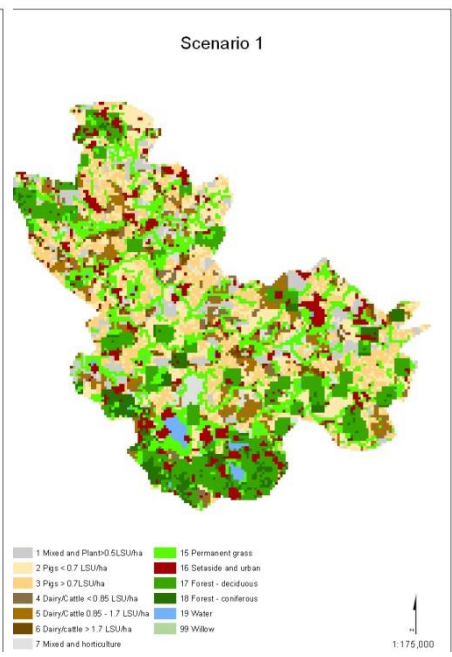 Scenario 1
1 Mixed and Plant>0.5LSU/ha
2 Pigs < 0.7 LSU/ha
3 Pigs > 0.7LSU/ha
4 Dairy/Cattle < 0.85 LSU/ha
5 Dairy/Cattle 0.85 - 1.7 LSU/ha
6 Dairy/cattle > 1.7 LSU/ha
7 Mixed and horticulture
15 Permanent grass
16 Setaside and urban
17 Forest - deciduous
18 Forest - coniferous
19 Water
99 Willow
1:175,000